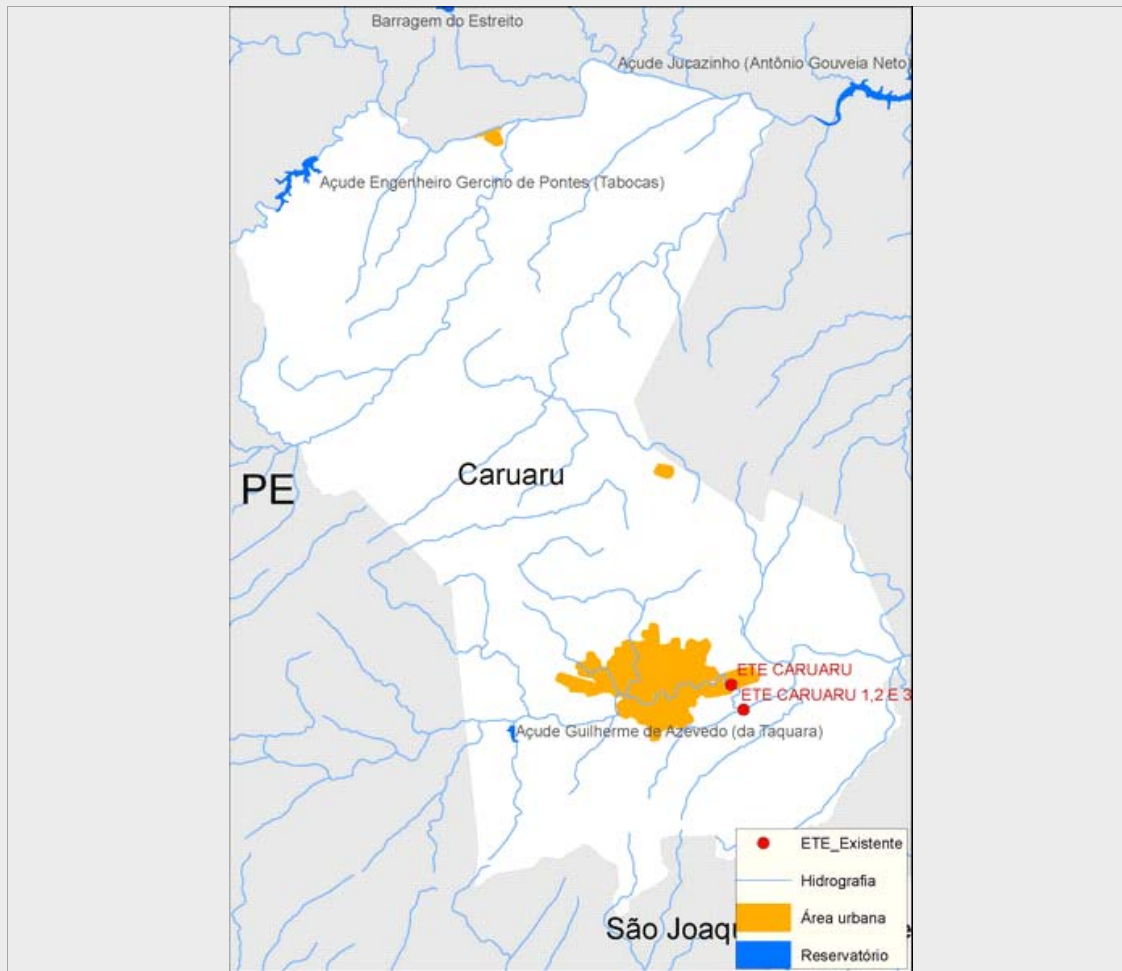 Barragem do Estreito
Açude Jucazinho (Antônio Gouveia Neto)
Açude Engenheiro Gercino de Pontes (Tabocas)
Caruaru
PE
ETE CARUARU
ETE CARUARU 1,2 E 3
Açude Guilherme de Azevedo (da Taquara)
ETE_Existente
Hidrografia
Área urbana
São
Reservatório